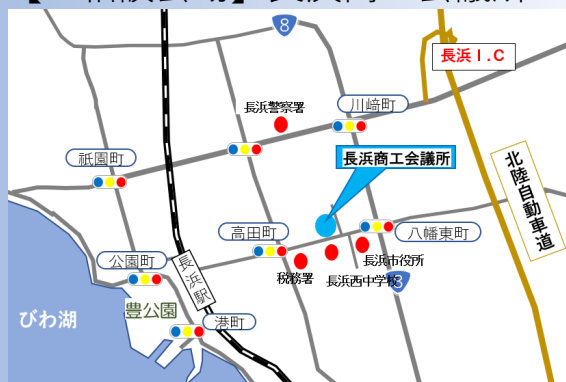 8
長浜I.C
長浜警察署
川﨑町
長浜商工会議所
祇園町
北陸自動車道
高田町
八幡東町
長浜市役所
税務署
長浜西中学校
8
公園町
長浜駅
豊公園
びわ湖
港町